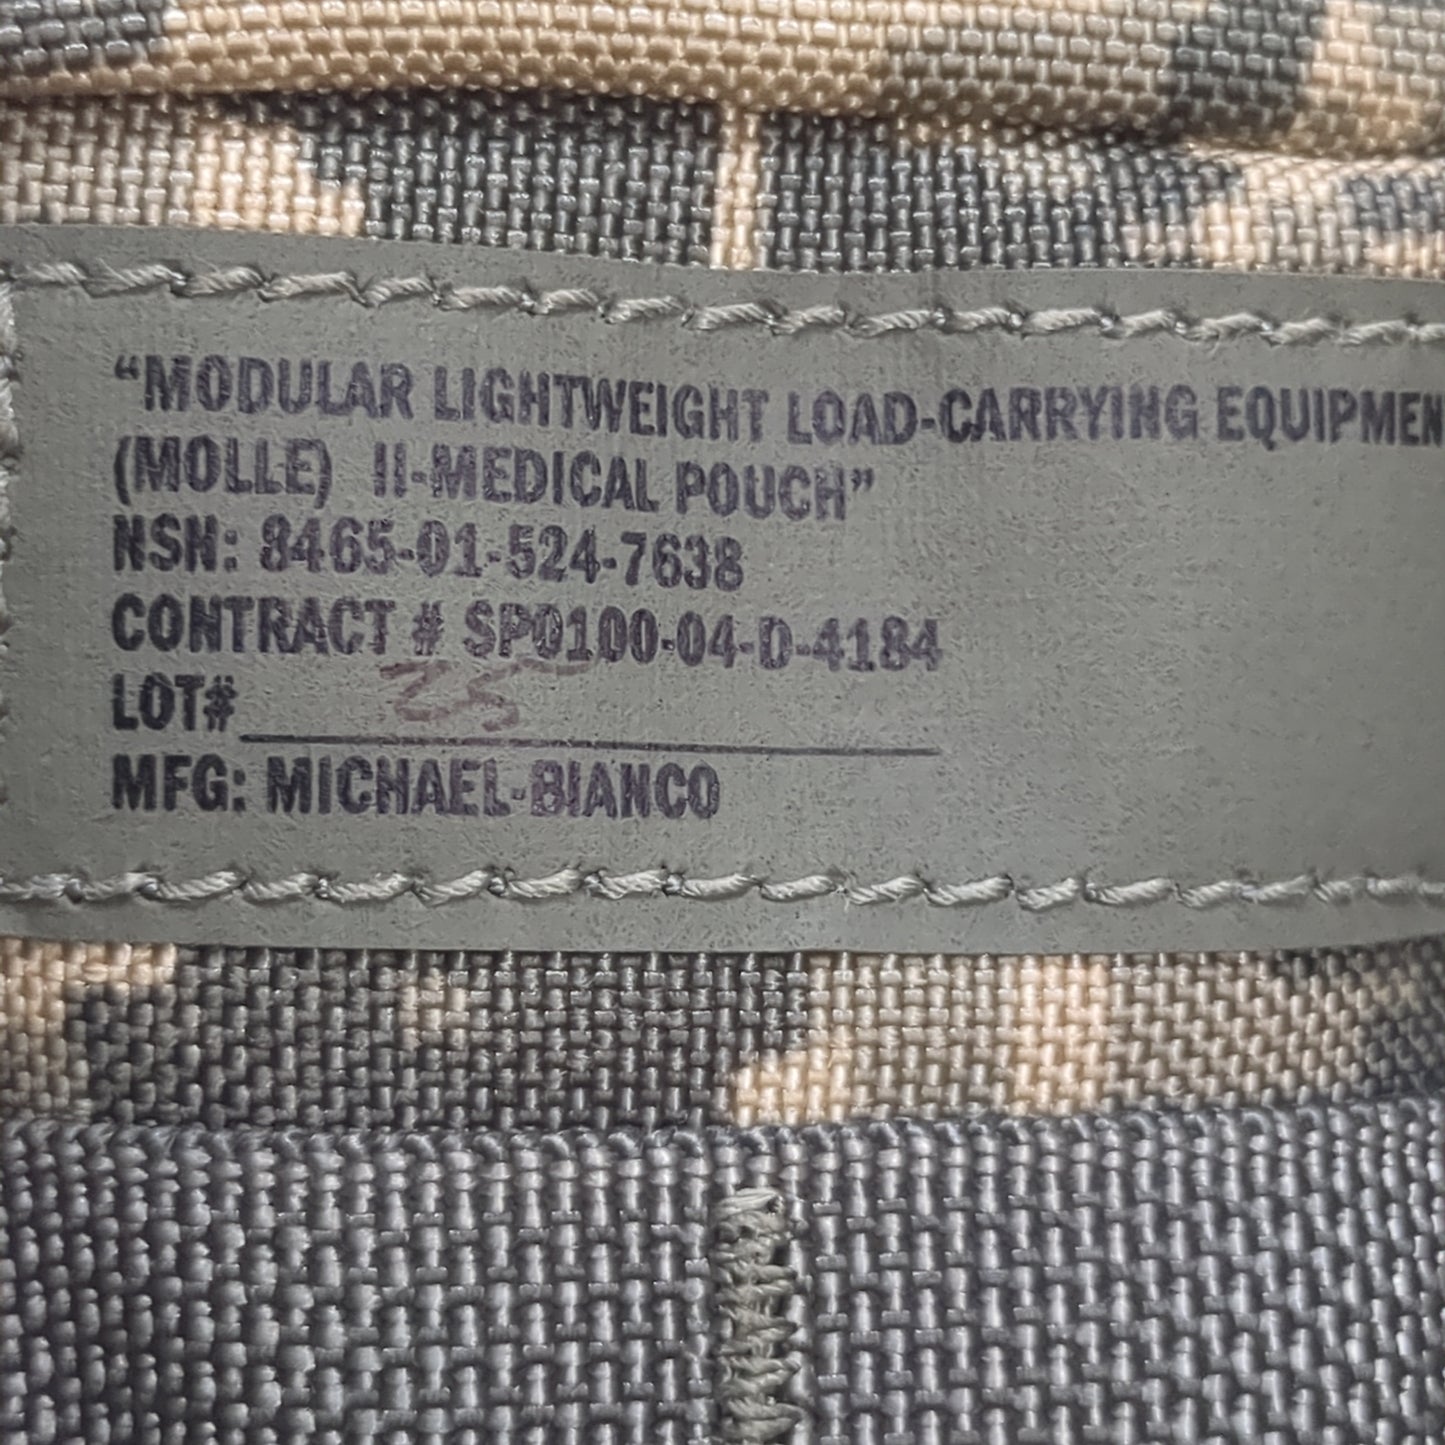 “MODULAR LIGHTWEIGHT LOAD-CARRYING EQUIPMEN
(MOLLE) II-MEDICAL POUCH”
NSN: 8465-01-524-7638
CONTRACT # SP0100-04-D-4184
LOT# 25
MFG: MICHAEL-BIANCO